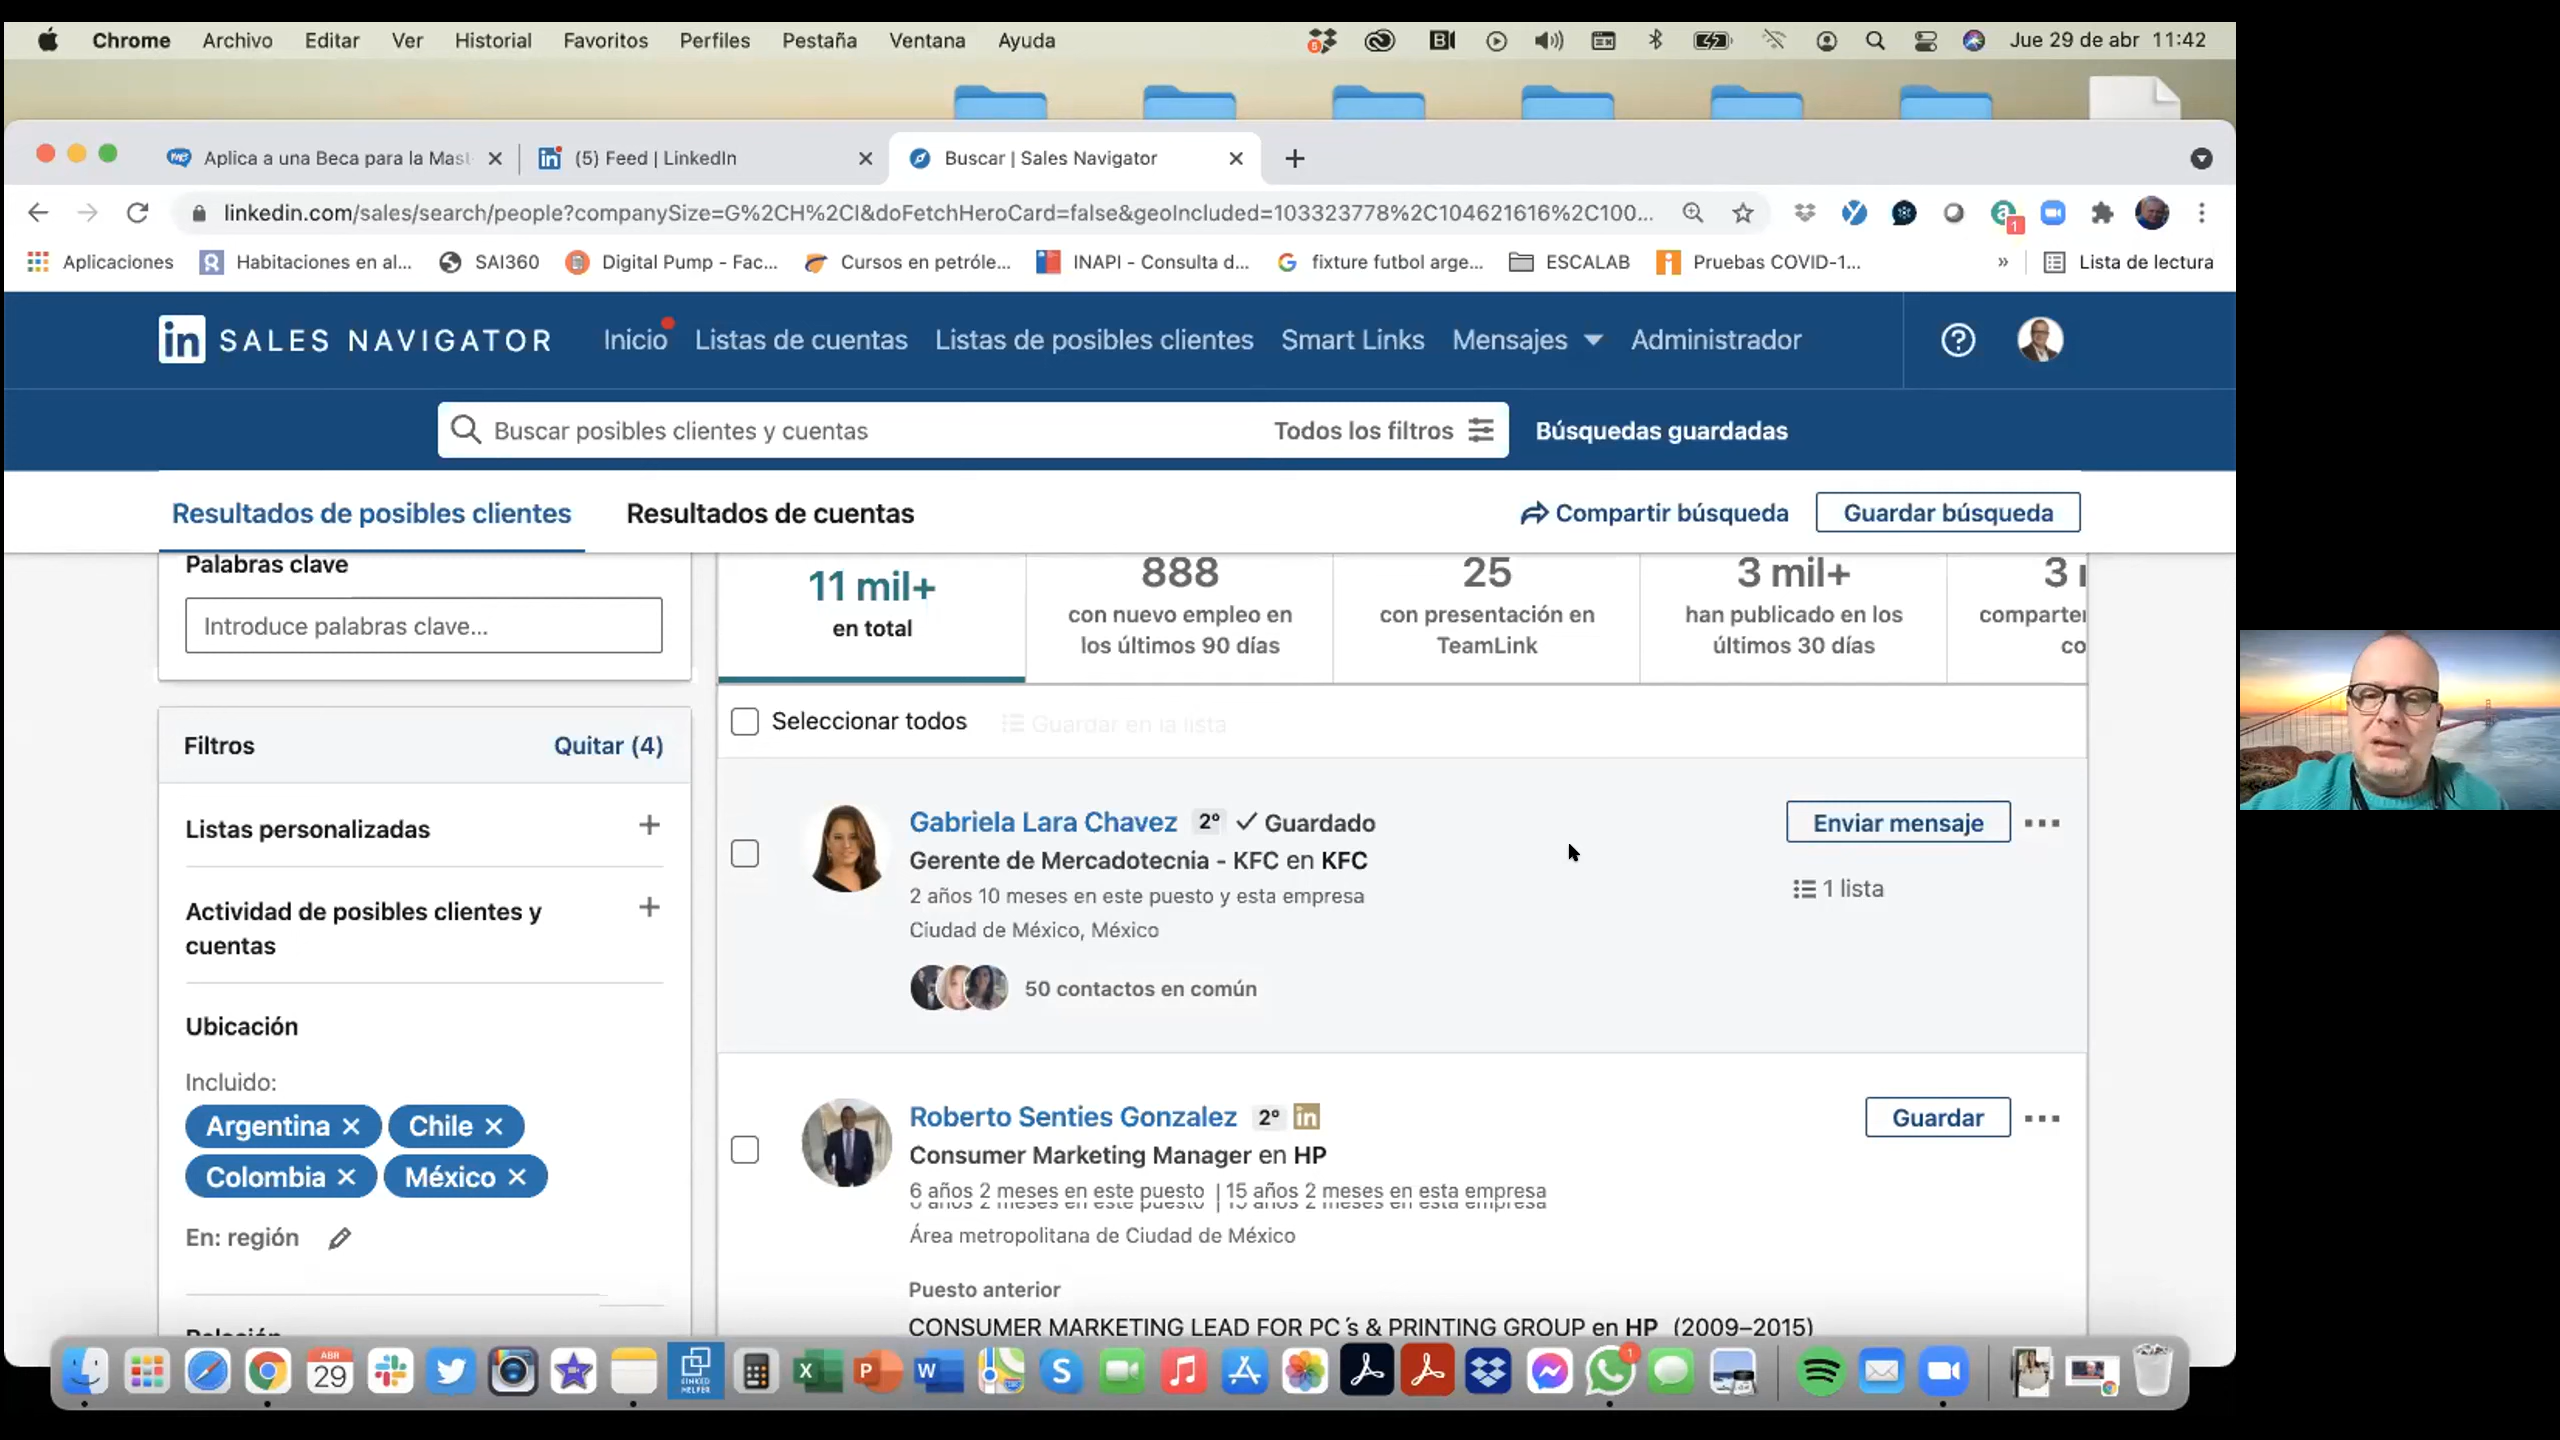 Chrome Archivo Editar Ver Historial Favoritos Perfiles Pestaña Ventana Ayuda
Jue 29 de abr 11:42
Aplica a una Beca para la Mast
(5) Feed | LinkedIn
Buscar | Sales Navigator
linkedin.com/sales/search/people?companySize=G%2CH%2CI&doFetchHeroCard=false&geoIncluded=103323778%2C104621616%2C100...
1
Aplicaciones
Habitaciones en al...
SAI360
Digital Pump - Fac...
Cursos en petróle...
INAPI - Consulta d...
fixture futbol arge...
ESCALAB
Pruebas COVID-1...
»
Lista de lectura
in SALES NAVIGATOR
Inicio
Listas de cuentas
Listas de posibles clientes
Smart Links
Mensajes
Administrador
Buscar posibles clientes y cuentas
Todos los filtros
Búsquedas guardadas
Resultados de posibles clientes
Resultados de cuentas
Compartir búsqueda
Guardar búsqueda
Palabras clave
Introduce palabras clave...
Filtros
Quitar (4)
Listas personalizadas
Actividad de posibles clientes y
cuentas
Ubicación
Incluido:
Argentina
Chile
Colombia
México
En: región
11 mil+
en total
888
con nuevo empleo en
los últimos 90 días
25
con presentación en
TeamLink
3 mil+
han publicado en los
últimos 30 días
Seleccionar todos
Guardar en la lista
Gabriela Lara Chavez 2º Guardado
Gerente de Mercadotecnia - KFC en KFC
2 años 10 meses en este puesto y esta empresa
Ciudad de México, México
50 contactos en común
Enviar mensaje
1 lista
Roberto Senties Gonzalez 2º in
Consumer Marketing Manager en HP
6 años 2 meses en este puesto | 15 años 2 meses en esta empresa
Área metropolitana de Ciudad de México
Guardar
Puesto anterior
CONSUMER MARKETING LEAD FOR PC´s & PRINTING GROUP en HP (2009–2015)
ABR
29
LINKED
HELPER
1